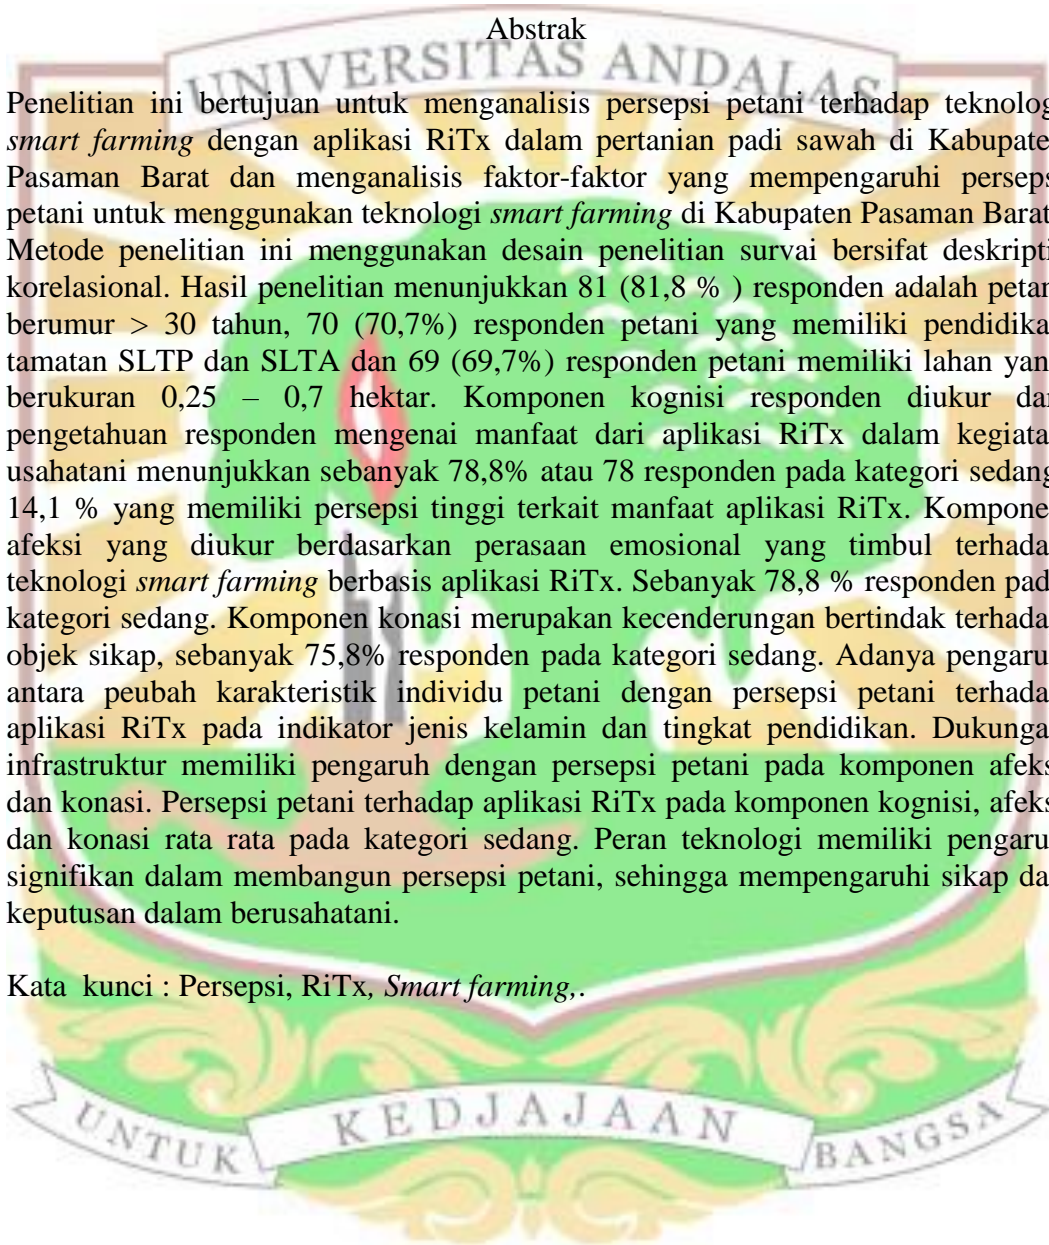 Abstrak
UNIVERSITAS ANDALAS
Penelitian ini bertujuan untuk menganalisis persepsi petani terhadap teknolog
smart farming dengan aplikasi RiTx dalam pertanian padi sawah di Kabupate
Pasaman Barat dan menganalisis faktor-faktor yang mempengaruhi perseps
petani untuk menggunakan teknologi smart farming di Kabupaten Pasaman Barat
Metode penelitian ini menggunakan desain penelitian survai bersifat deskripti
korelasional. Hasil penelitian menunjukkan 81 (81,8 % ) responden adalah petan
berumur > 30 tahun, 70 (70,7%) responden petani yang memiliki pendidika
tamatan SLTP dan SLTA dan 69 (69,7%) responden petani memiliki lahan yan
berukuran 0,25 – 0,7 hektar. Komponen kognisi responden diukur dar
pengetahuan responden mengenai manfaat dari aplikasi RiTx dalam kegiata
usahatani menunjukkan sebanyak 78,8% atau 78 responden pada kategori sedang
14,1 % yang memiliki persepsi tinggi terkait manfaat aplikasi RiTx. Kompone
afeksi yang diukur berdasarkan perasaan emosional yang timbul terhada
teknologi smart farming berbasis aplikasi RiTx. Sebanyak 78,8 % responden pad
kategori sedang. Komponen konasi merupakan kecenderungan bertindak terhada
objek sikap, sebanyak 75,8% responden pada kategori sedang. Adanya pengaru
antara peubah karakteristik individu petani dengan persepsi petani terhada
aplikasi RiTx pada indikator jenis kelamin dan tingkat pendidikan. Dukunga
infrastruktur memiliki pengaruh dengan persepsi petani pada komponen afeks
dan konasi. Persepsi petani terhadap aplikasi RiTx pada komponen kognisi, afeks
dan konasi rata rata pada kategori sedang. Peran teknologi memiliki pengaru
signifikan dalam membangun persepsi petani, sehingga mempengaruhi sikap da
keputusan dalam berusahatani.
Kata kunci : Persepsi, RiTx, Smart farming,.
UNTUK KEDJAJAAN BANGSA